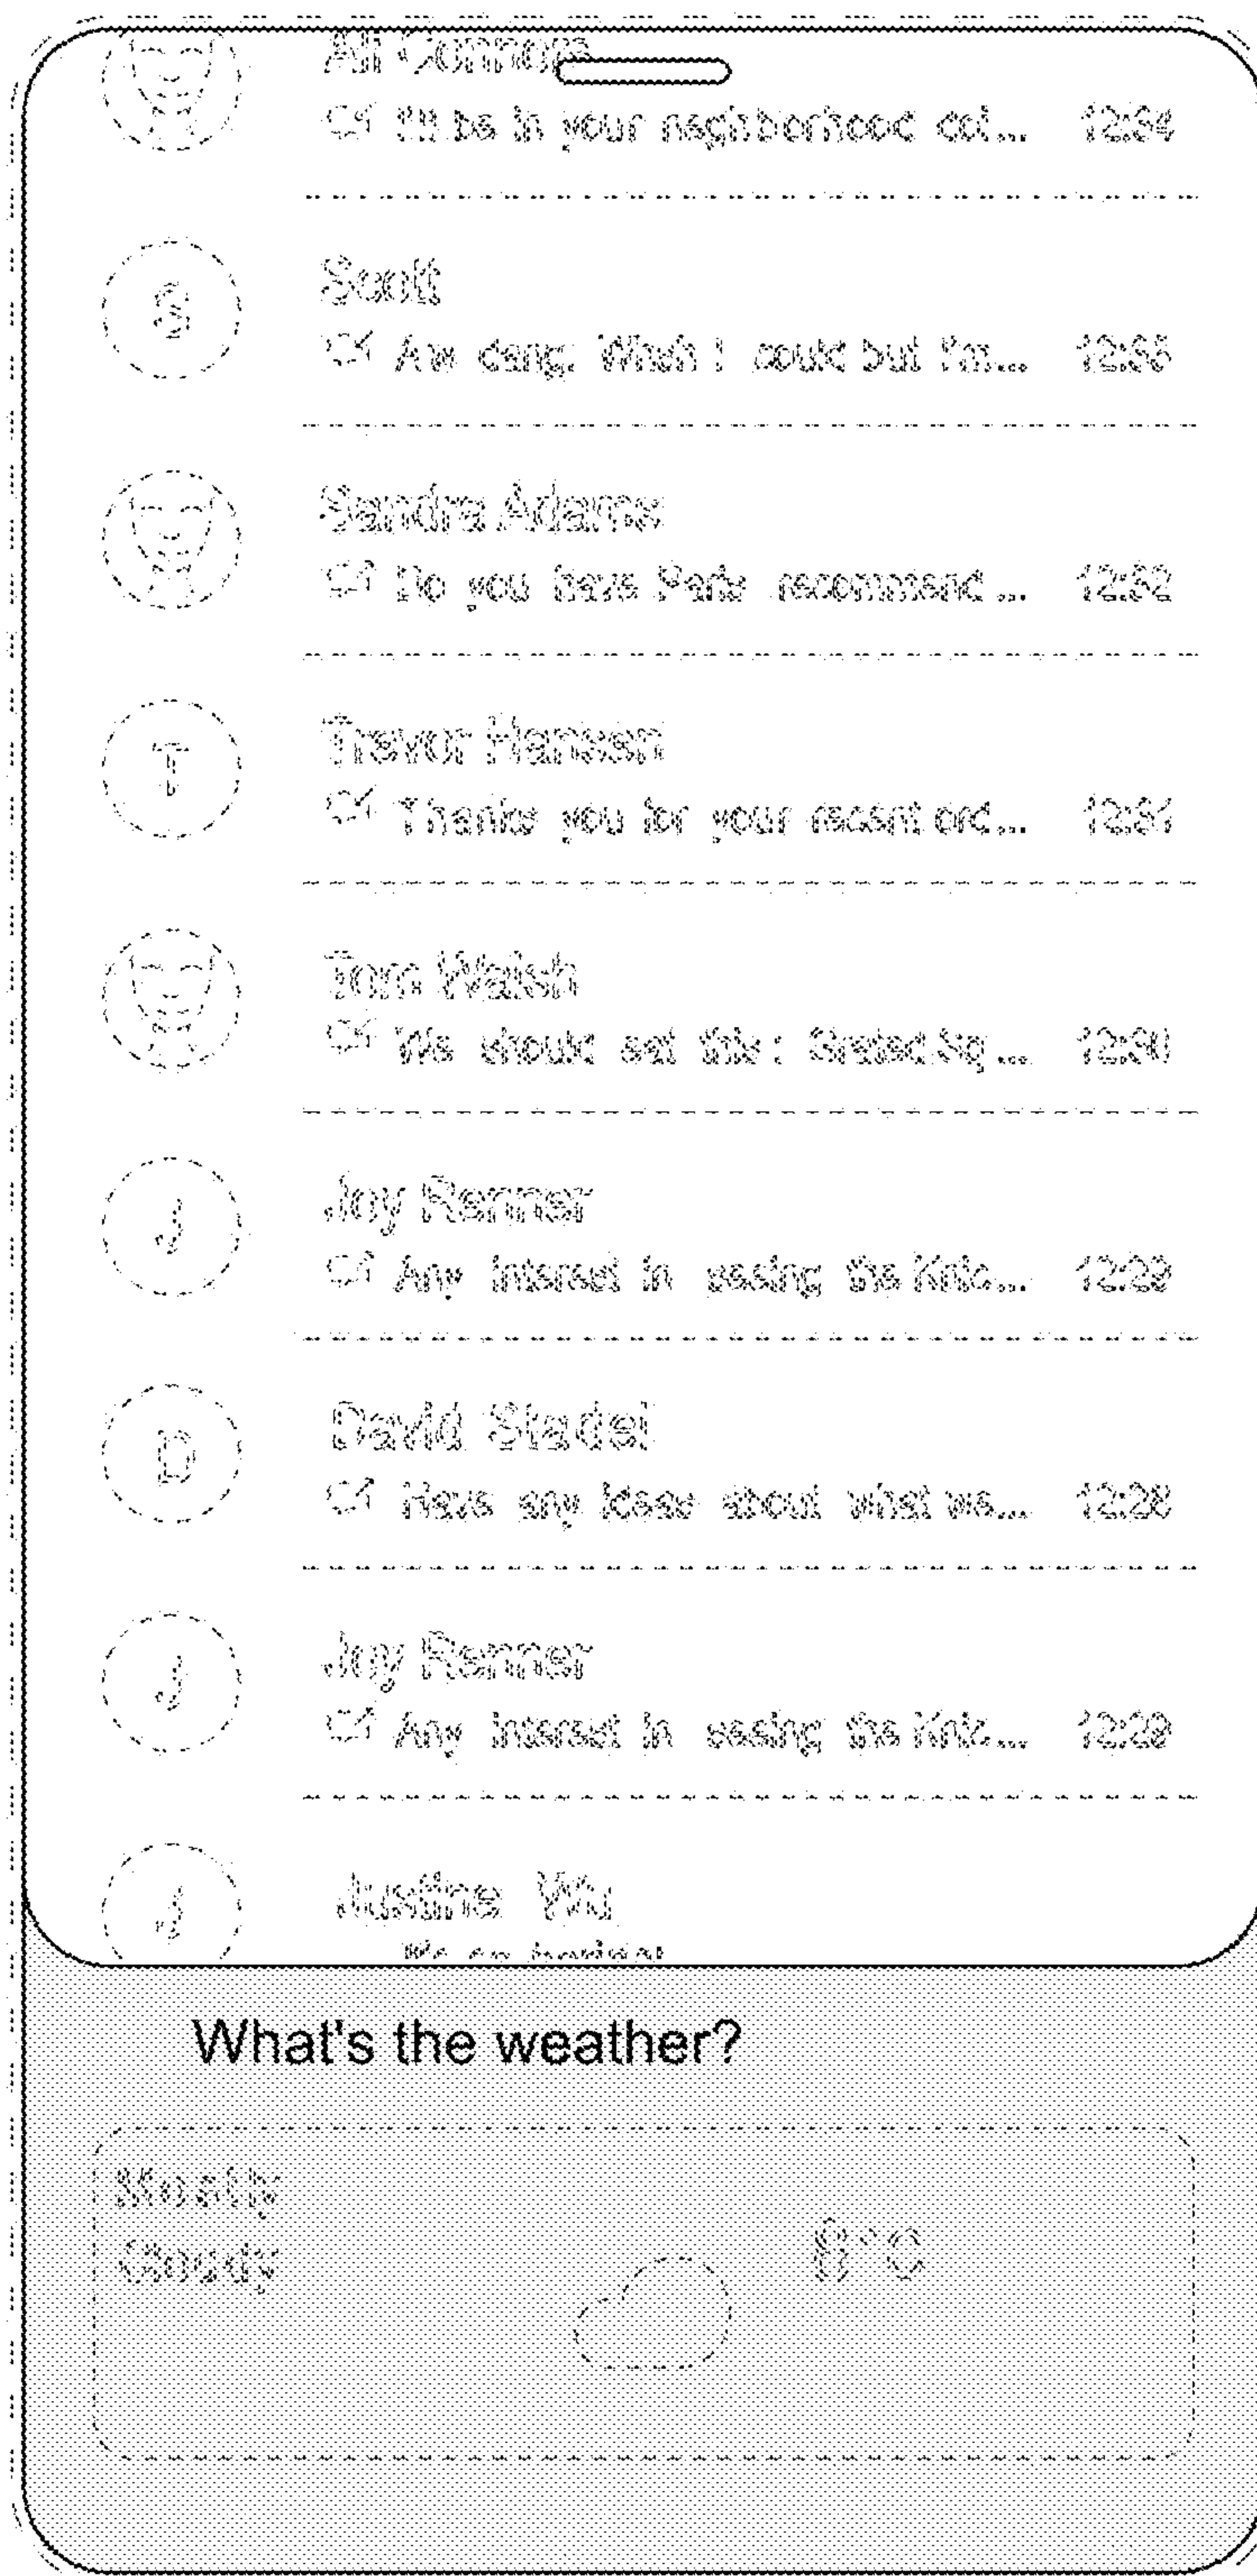 Ali Connors
I'll be in your neighborhood coi... 12:34
S
Scott
Aw dang. Wish I could but I'm... 12:35
Sandra Adams
Do you have Paris recommend... 12:32
T
Trevor Hansen
Thanks you for your recent ord... 12:31
Tom Walsh
We should eat this: Grated Sq... 12:30
J
Joy Renner
Any interest in seeing the Knic... 12:29
D
David Stadel
Have any ideas about what we... 12:28
J
Joy Renner
Any interest in seeing the Knic... 12:29
J
Justine Wu
What's the weather?
Mostly
Cloudy
8°C